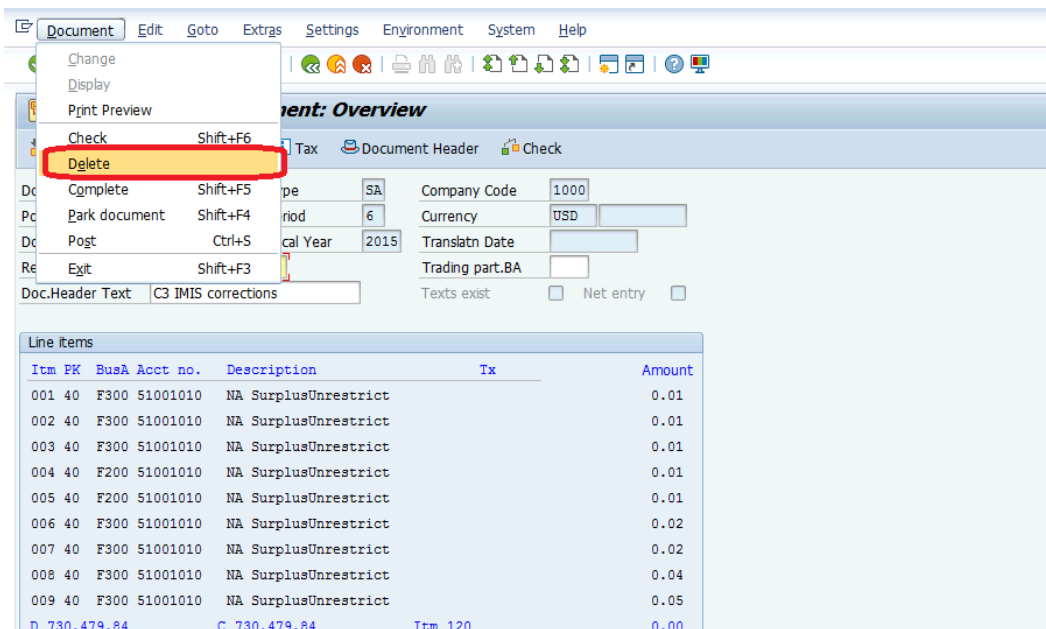 Document Edit Goto Extras Settings Environment System Help
Change
Display
Print Preview
ment: Overview
Check Shift+F6
Tax Document Header Check
Delete
Complete Shift+F5
SA Company Code 1000
Park document Shift+F4
6 Currency USD
Post Ctrl+S
cal Year 2015 Translatn Date
Exit Shift+F3
Trading part.BA
Doc.Header Text C3 IMIS corrections Texts exist Net entry
Line items
Itm PK BusA Acct no. Description Tx Amount
001 40 F300 51001010 NA SurplusUnrestrict 0.01
002 40 F300 51001010 NA SurplusUnrestrict 0.01
003 40 F300 51001010 NA SurplusUnrestrict 0.01
004 40 F200 51001010 NA SurplusUnrestrict 0.01
005 40 F200 51001010 NA SurplusUnrestrict 0.01
006 40 F300 51001010 NA SurplusUnrestrict 0.02
007 40 F300 51001010 NA SurplusUnrestrict 0.02
008 40 F300 51001010 NA SurplusUnrestrict 0.04
009 40 F300 51001010 NA SurplusUnrestrict 0.05
D 730.479.84 C 730.479.84 Itm 120 0.00